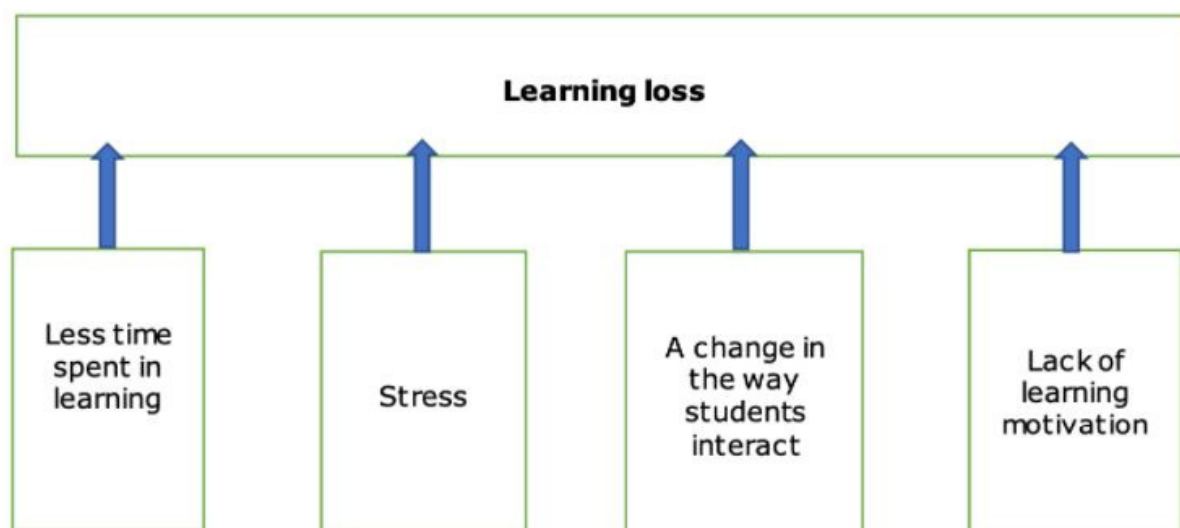 Learning loss
Less time
spent in
learning
Stress
A change in
the way
students
interact
Lack of
learning
motivation